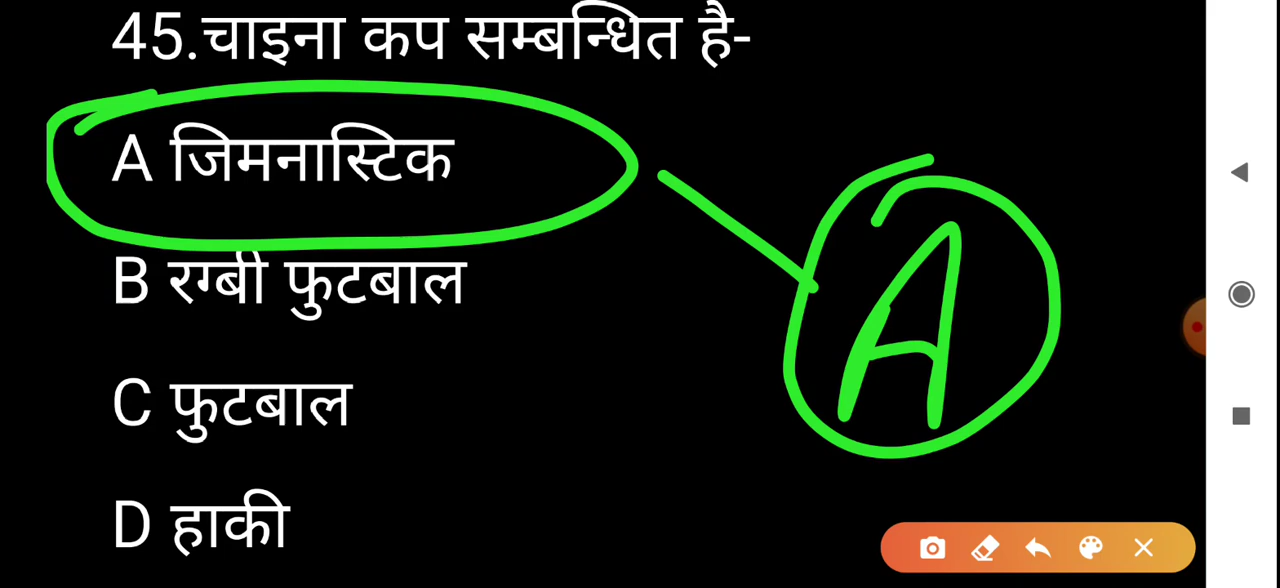 45.चाइना कप सम्बन्धित है-
A जिमनास्टिक
B रग्बी फुटबाल
C फुटबाल
D हाकी
A